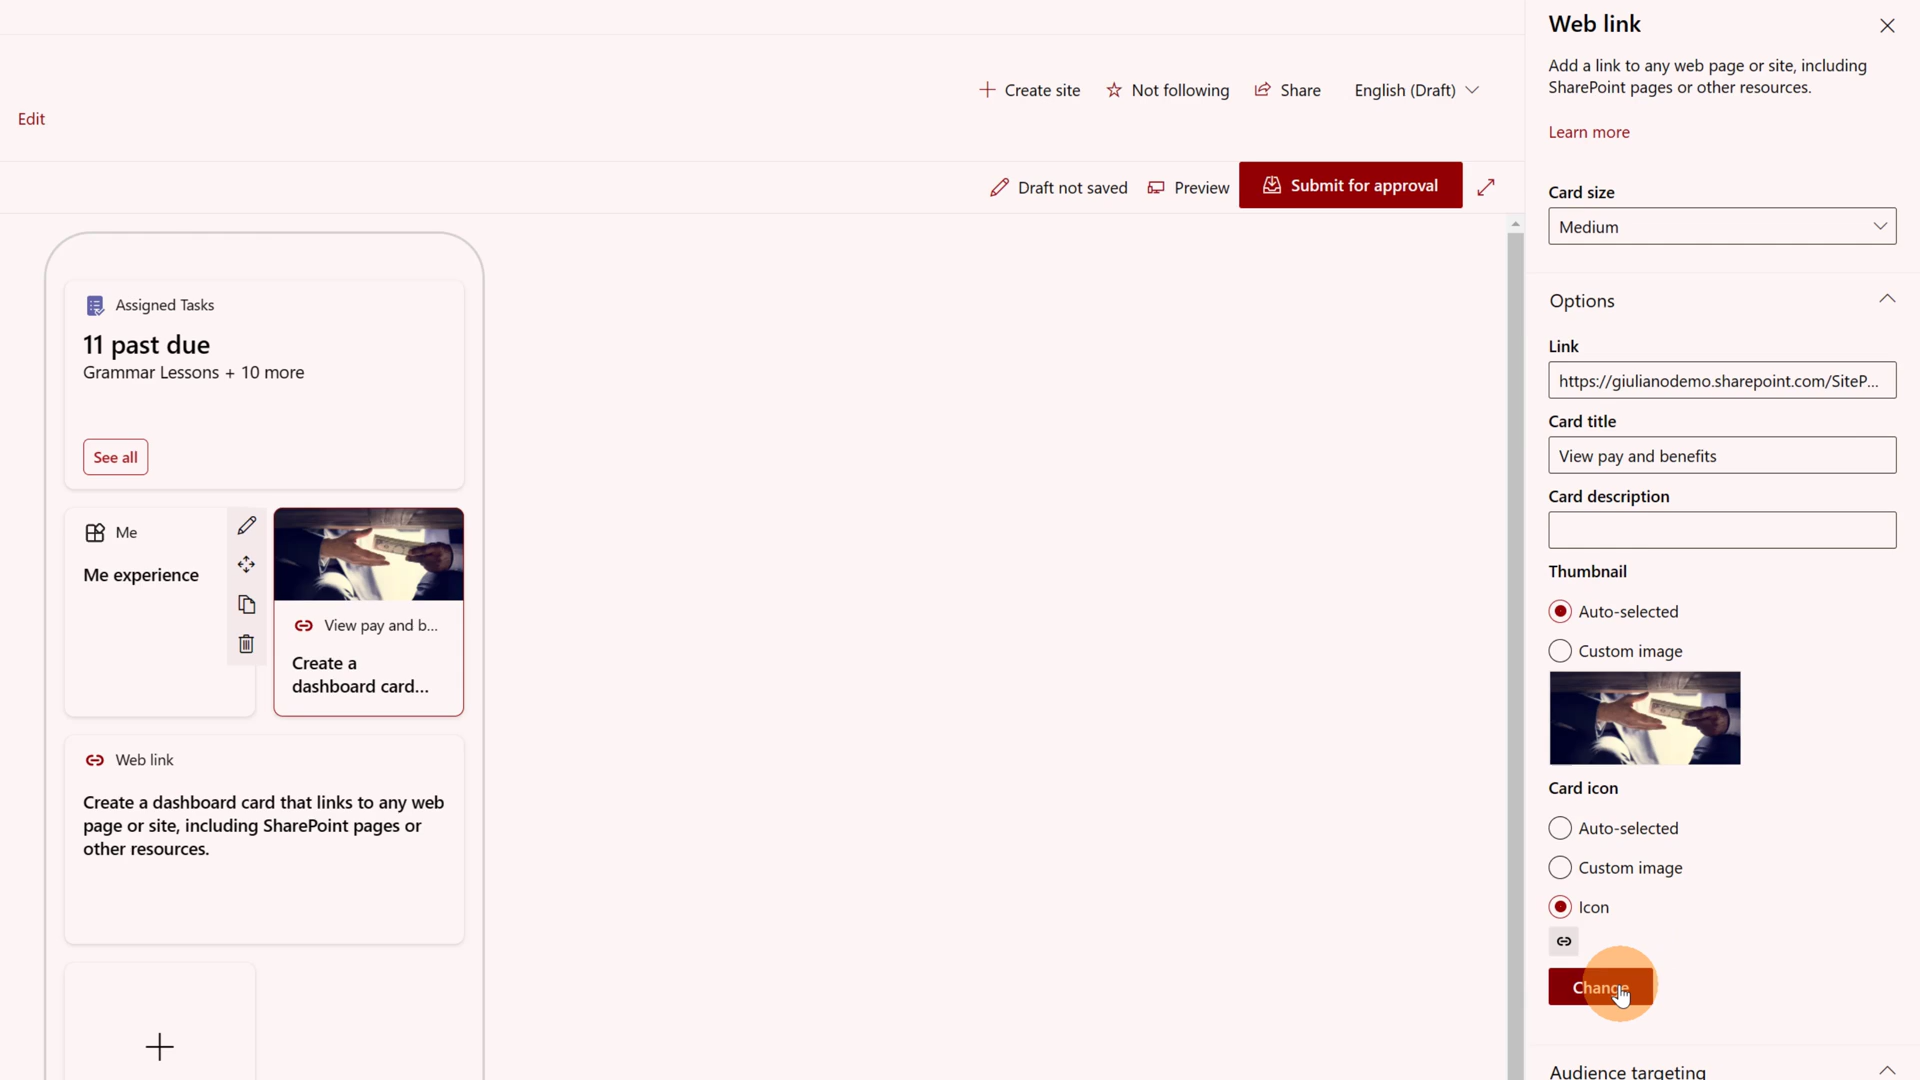 Create site
Not following
Share
English (Draft)
Edit
Draft not saved
Preview
Submit for approval
Assigned Tasks
11 past due
Grammar Lessons + 10 more
See all
Me
Me experience
View pay and b...
Create a
dashboard card...
Web link
Create a dashboard card that links to any web
page or site, including SharePoint pages or
other resources.
Web link
Add a link to any web page or site, including
SharePoint pages or other resources.
Learn more
Card size
Medium
Options
Link
https://giulianodemo.sharepoint.com/SiteP...
Card title
View pay and benefits
Card description
Thumbnail
Auto-selected
Custom image
Card icon
Auto-selected
Custom image
Icon
Change
Audience targeting